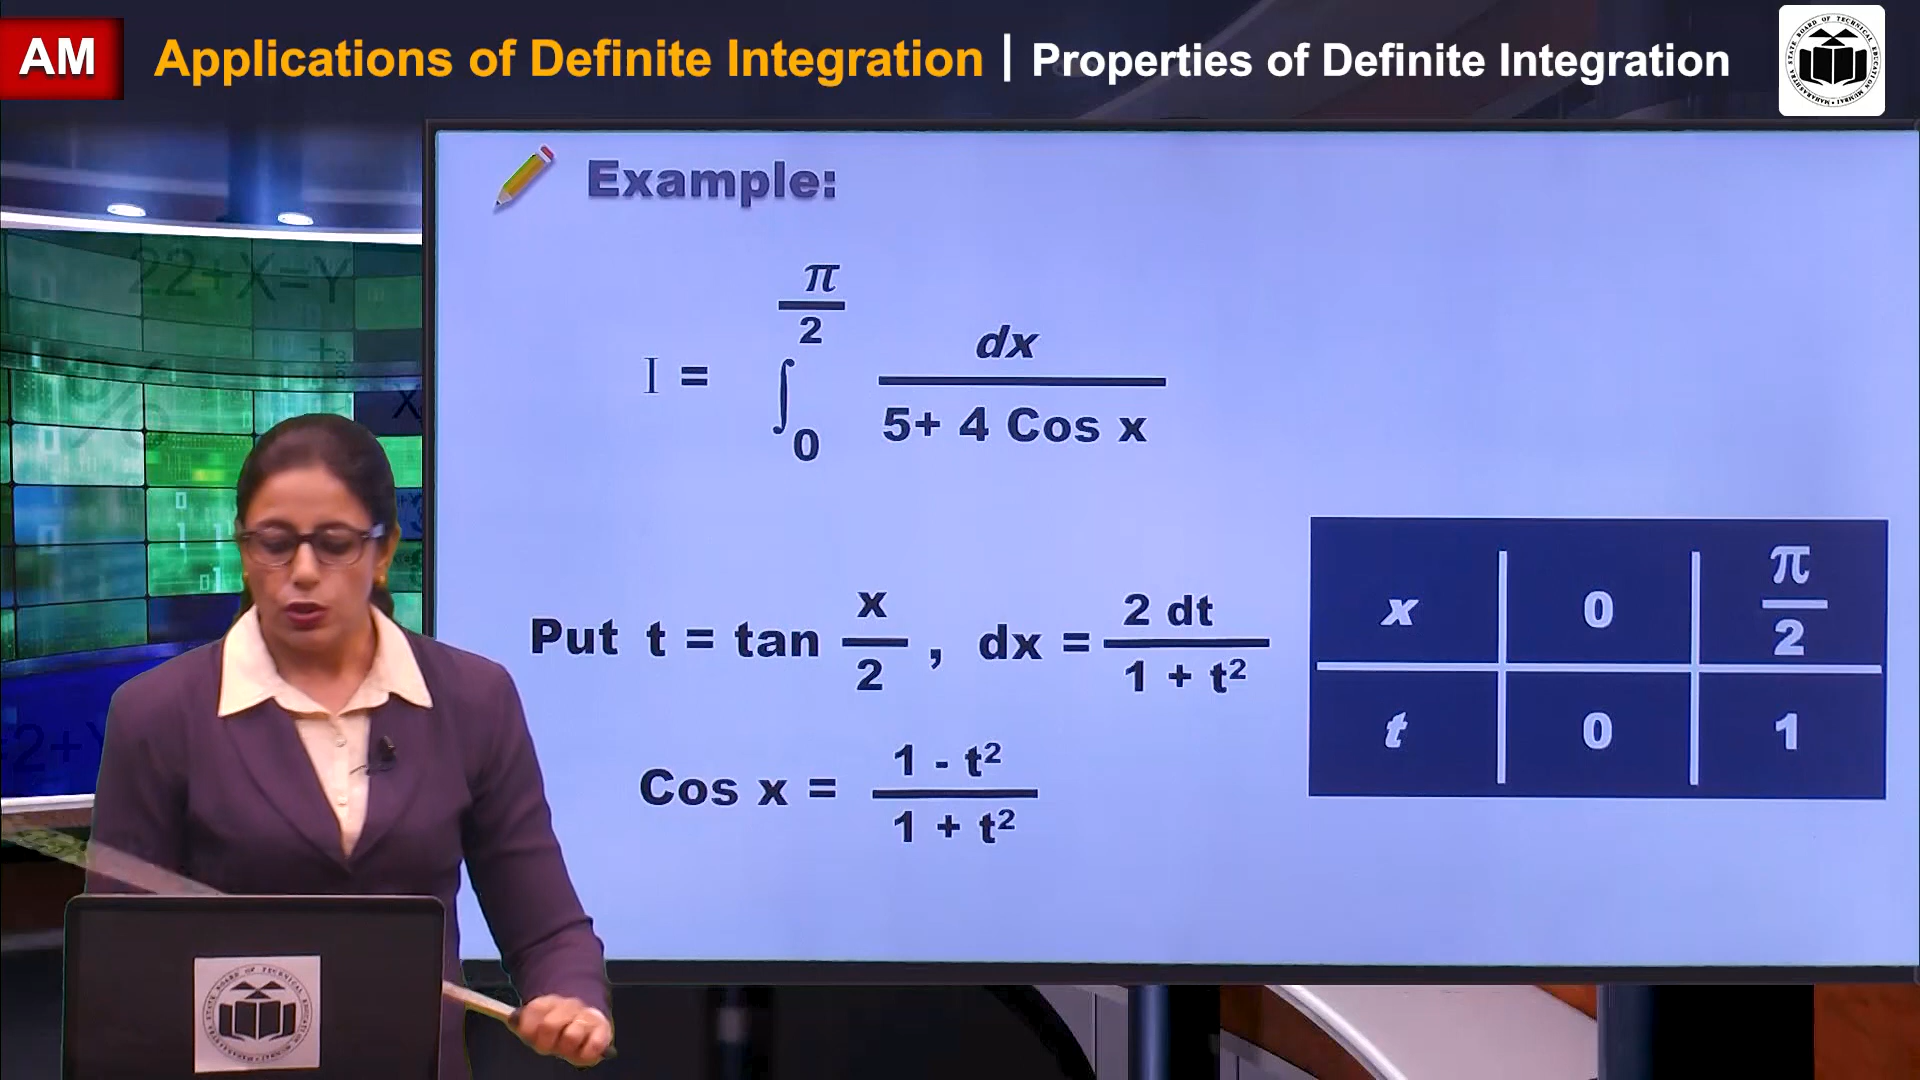 AM Applications of Definite Integration | Properties of Definite Integration
Example:
I = ∫₀^(π/2) dx / (5+ 4 Cos x)
Put t = tan x/2 , dx = 2 dt / (1 + t²)
Cos x = (1 - t²) / (1 + t²)
x | 0 | π/2
t | 0 | 1
22+X=Y